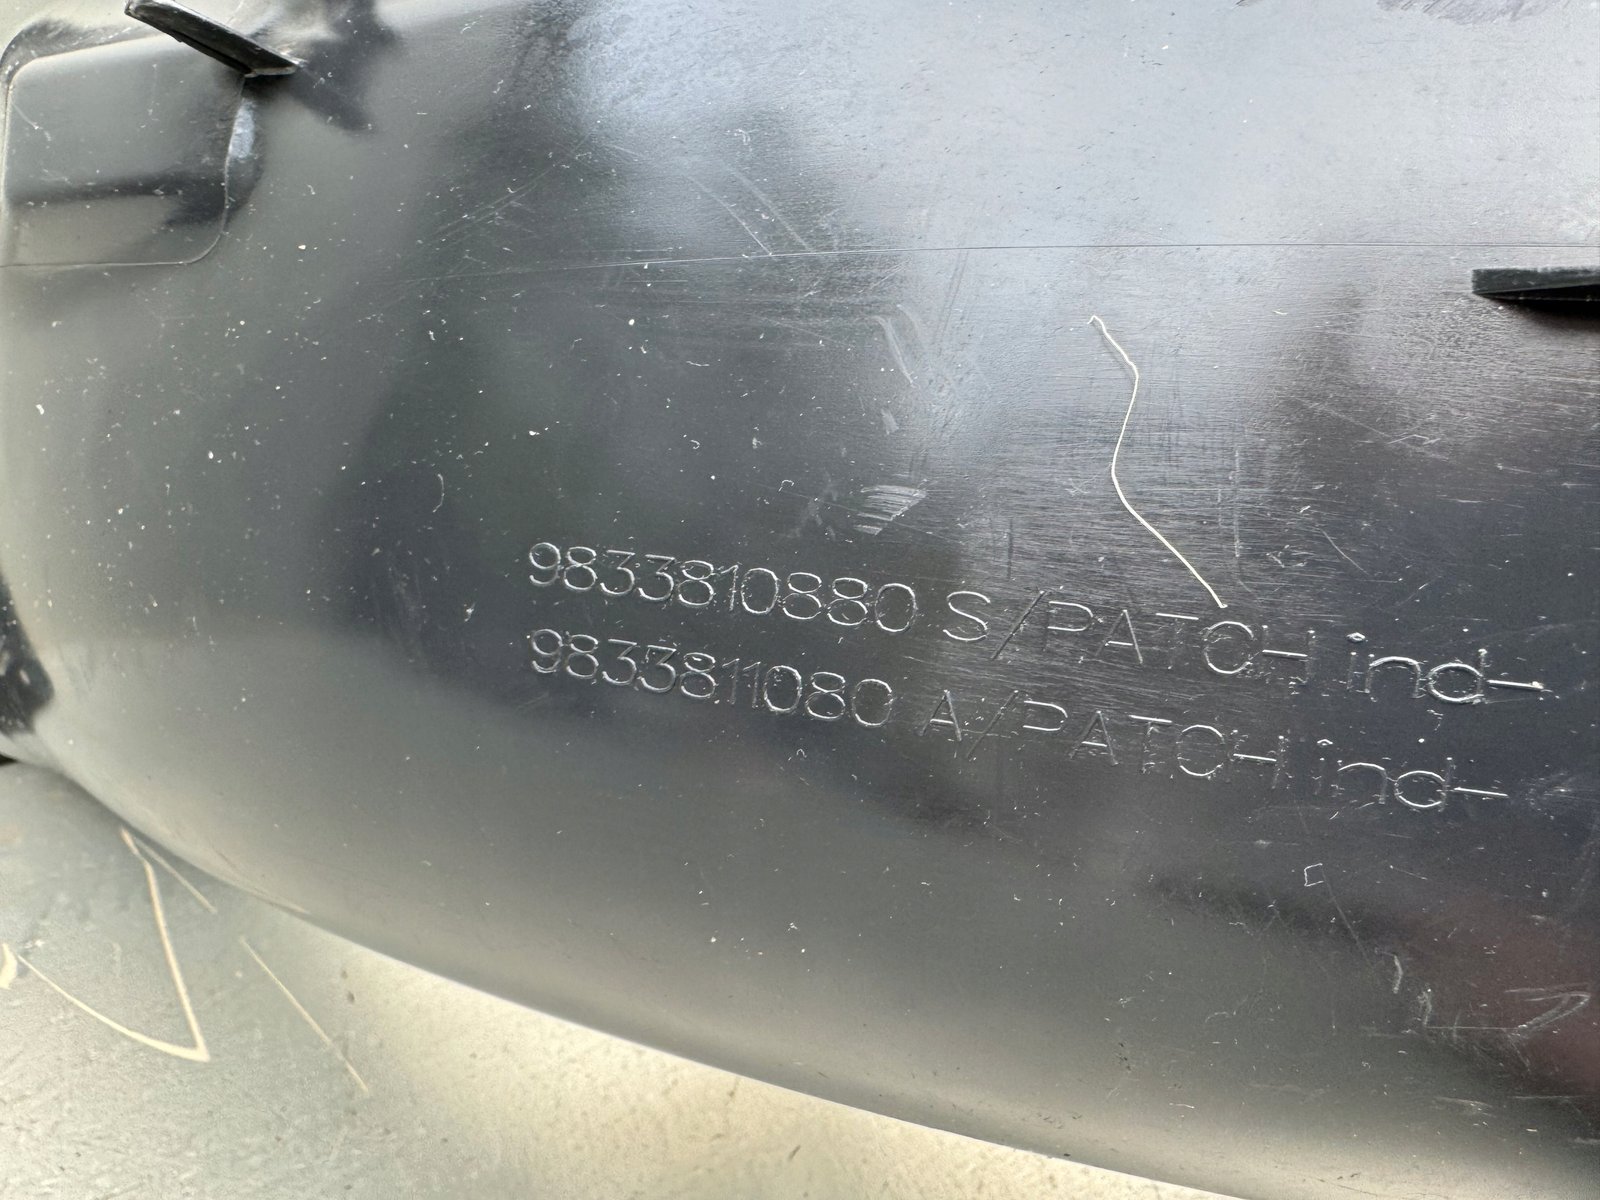 9833810880 S/PATCH ind-
9833811080 A/PATCH ind-